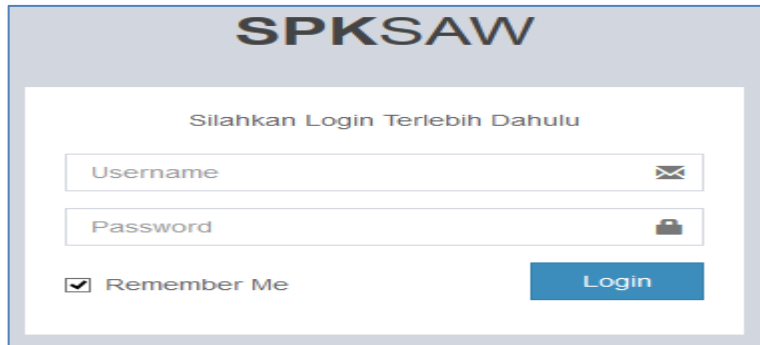 SPKSAW
Silahkan Login Terlebih Dahulu
Username
Password
Remember Me
Login